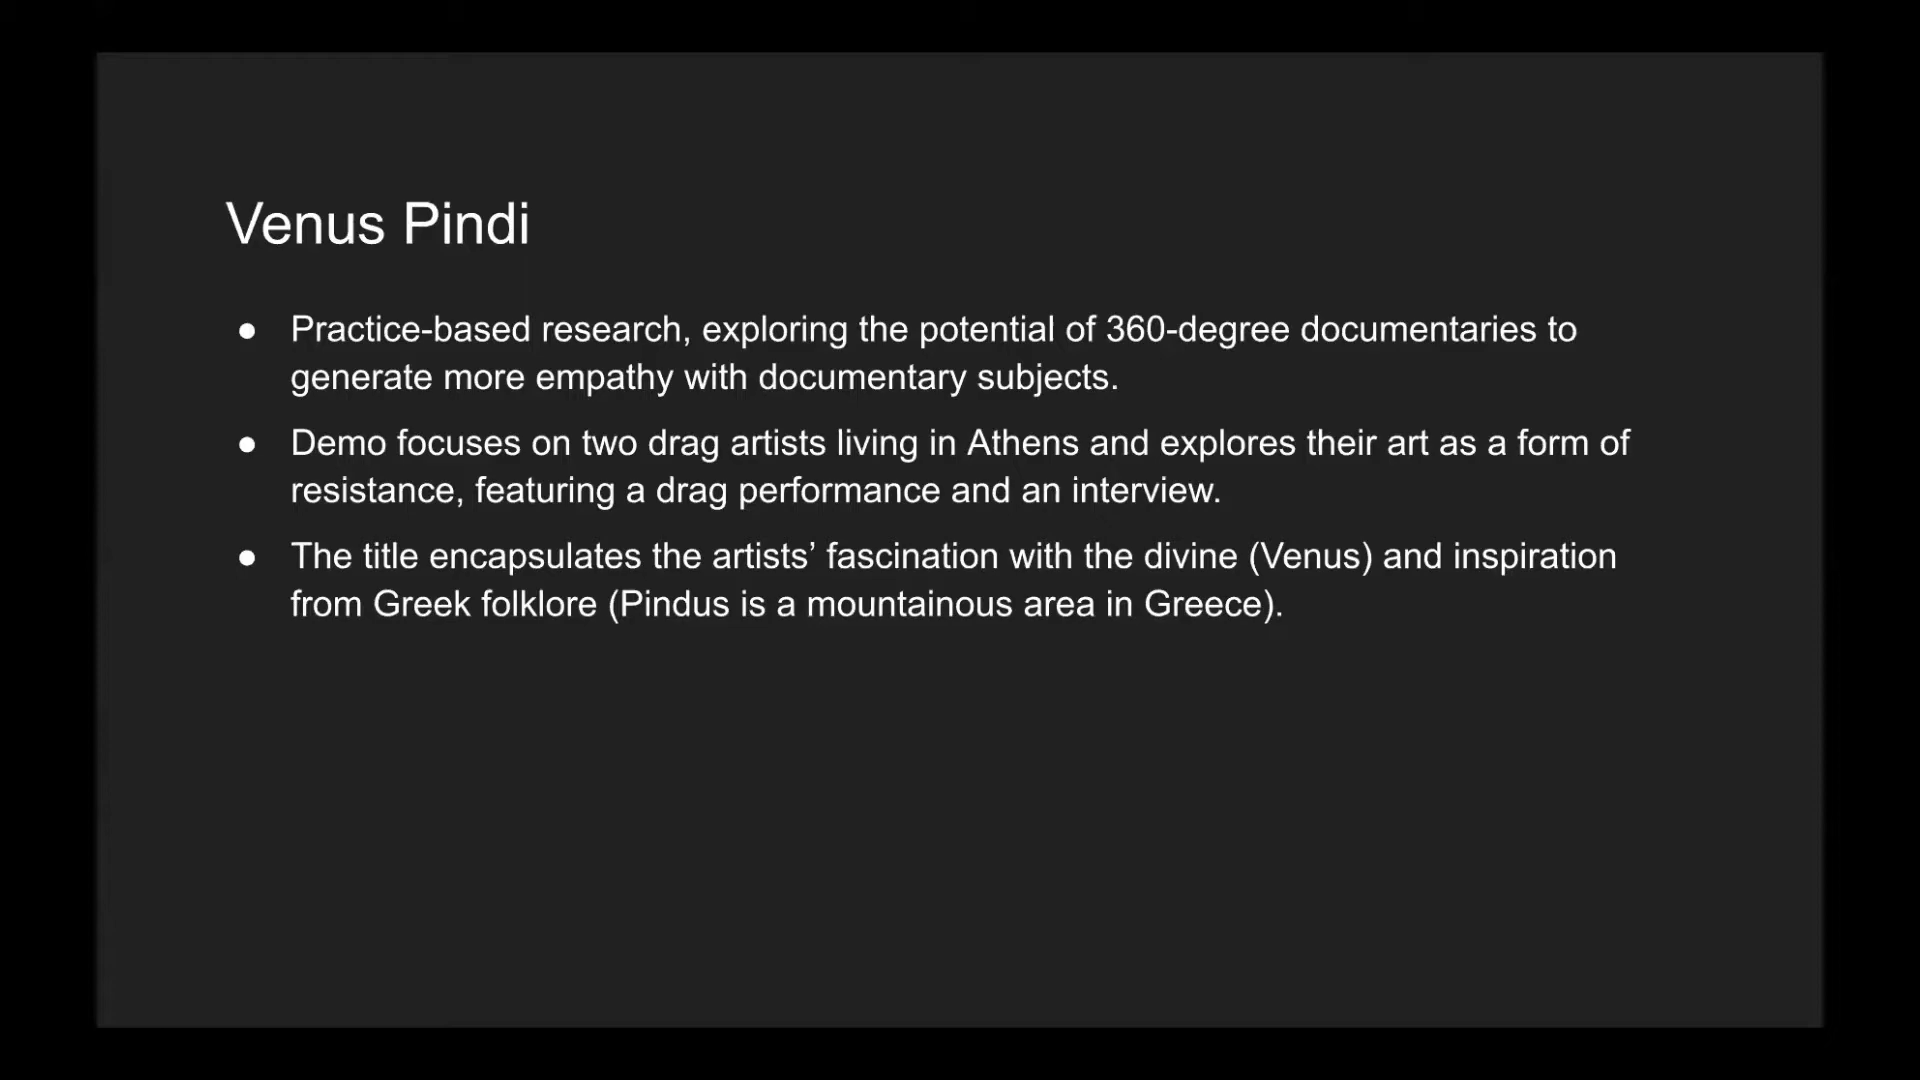 Venus Pindi
● Practice-based research, exploring the potential of 360-degree documentaries to
generate more empathy with documentary subjects.
● Demo focuses on two drag artists living in Athens and explores their art as a form of
resistance, featuring a drag performance and an interview.
● The title encapsulates the artists’ fascination with the divine (Venus) and inspiration
from Greek folklore (Pindus is a mountainous area in Greece).